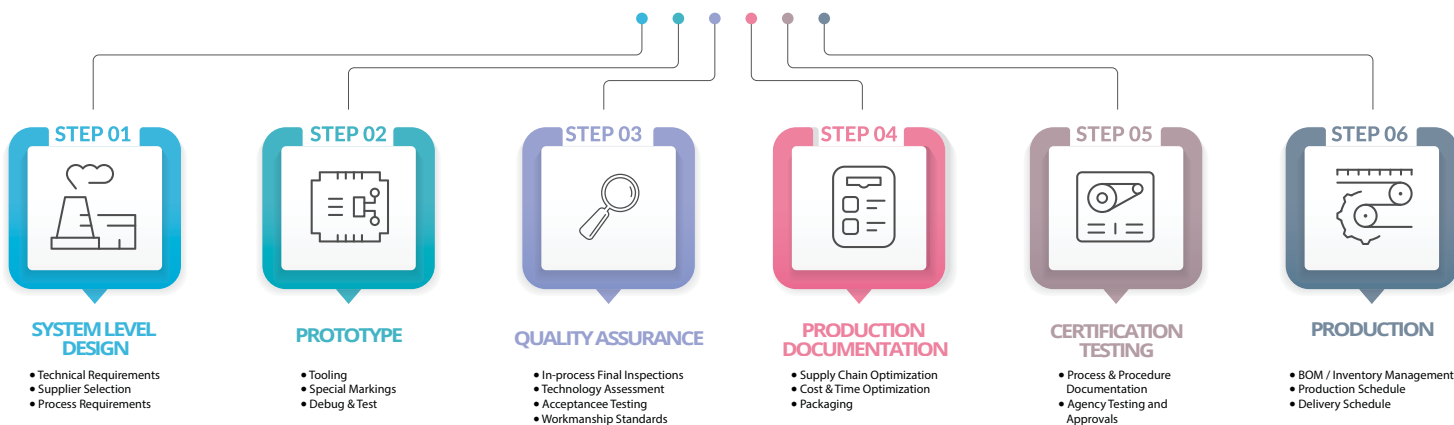 STEP 01
SYSTEM LEVEL
DESIGN
• Technical Requirements
• Supplier Selection
• Process Requirements
STEP 02
PROTOTYPE
• Tooling
• Special Markings
• Debug & Test
STEP 03
QUALITY ASSURANCE
• In-process Final Inspections
• Technology Assessment
• Acceptancee Testing
• Workmanship Standards
STEP 04
PRODUCTION
DOCUMENTATION
• Supply Chain Optimization
• Cost & Time Optimization
• Packaging
STEP 05
CERTIFICATION
TESTING
• Process & Procedure
Documentation
• Agency Testing and
Approvals
STEP 06
PRODUCTION
• BOM / Inventory Management
• Production Schedule
• Delivery Schedule